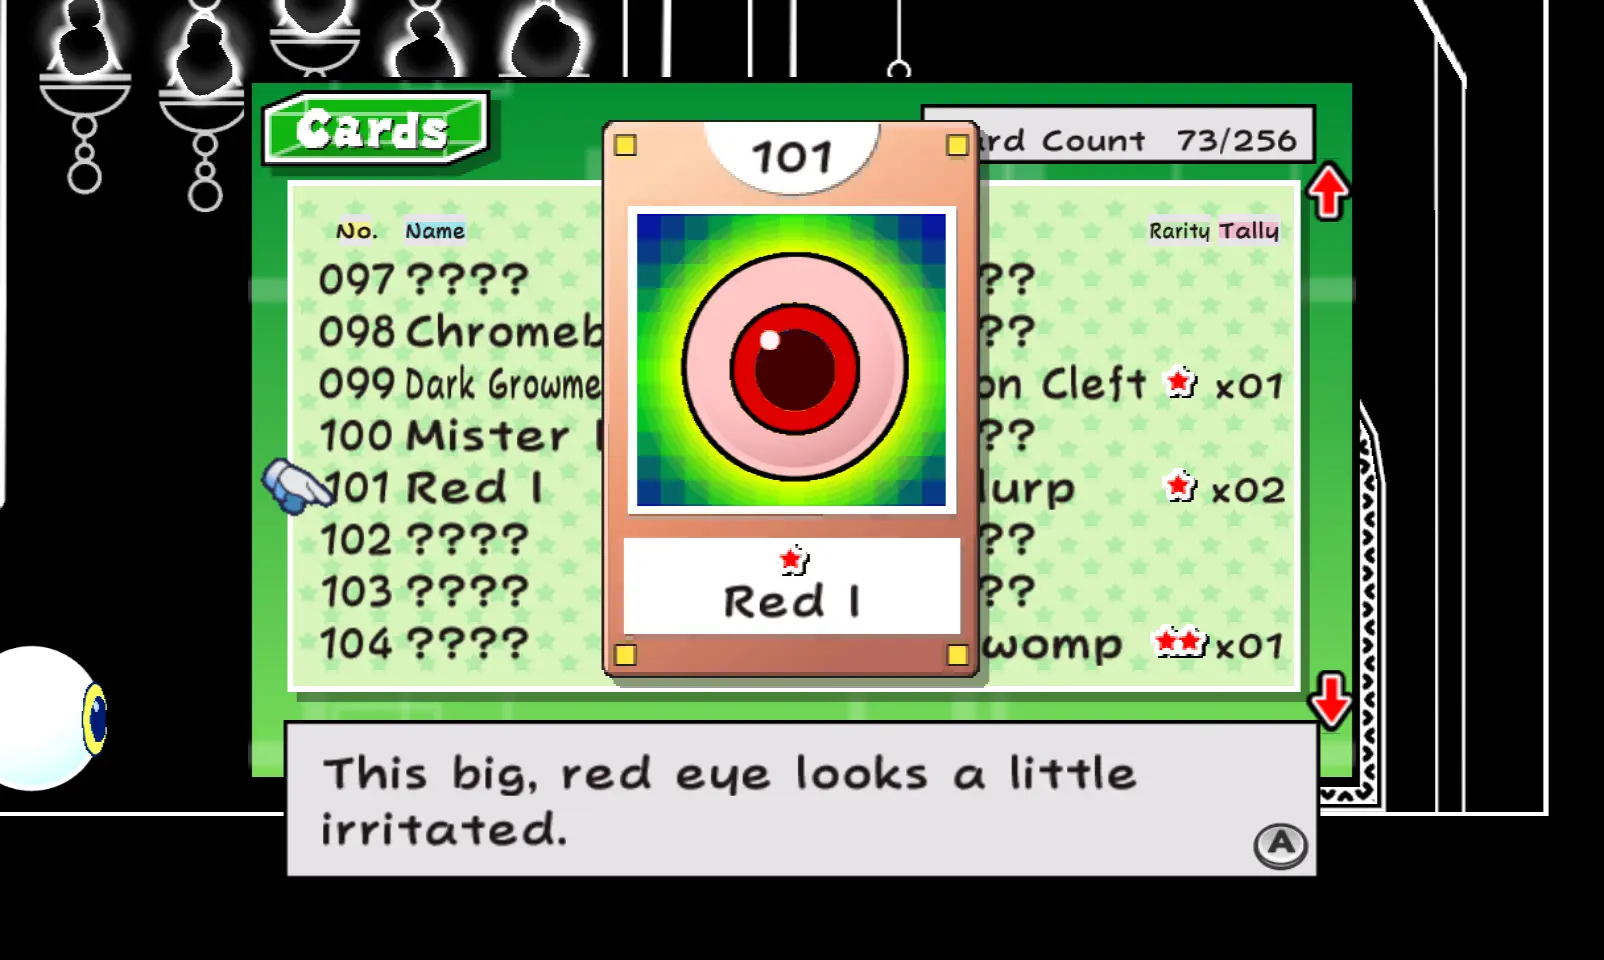 Cards
rd Count 73/256
101
No. Name
Rarity Tally
097 ????
??
098 Chromeb
??
099 Dark Growme
on Cleft x01
100 Mister
??
101 Red I
lurp x02
102 ????
??
103 ????
??
104 ????
womp x01
Red I
This big, red eye looks a little
irritated.
A